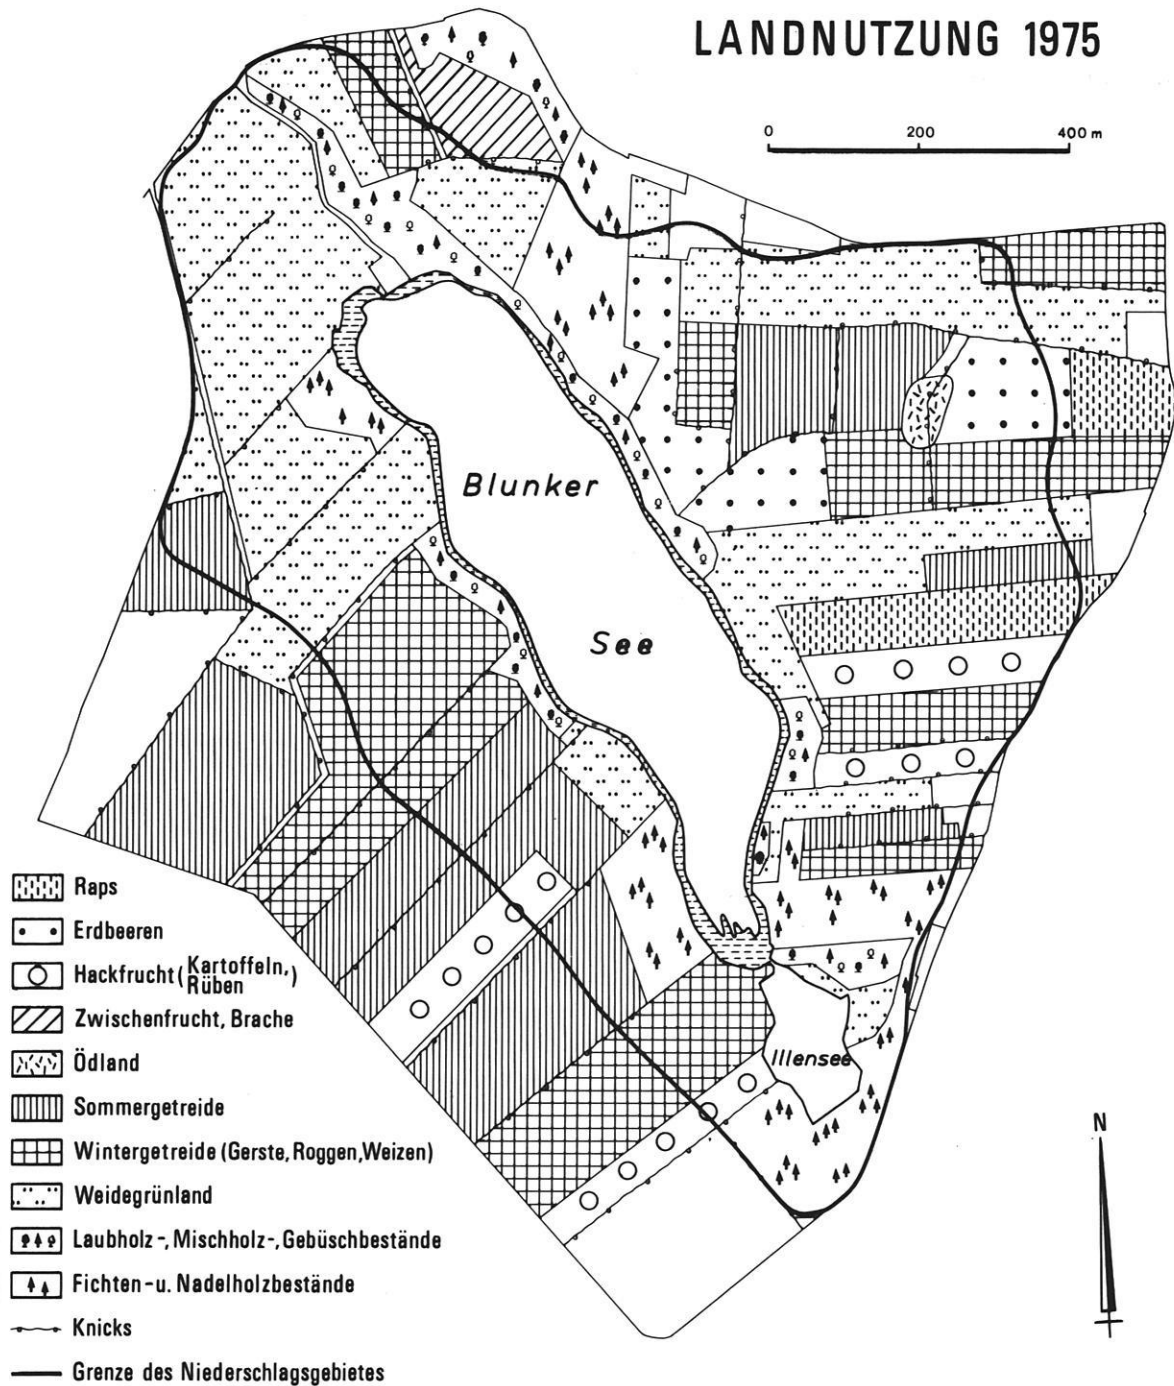 LANDNUTZUNG 1975
0 200 400 m
Blunker
See
Illensee
N
Raps
Erdbeeren
Hackfrucht (Kartoffeln, Rüben)
Zwischenfrucht, Brache
Ödland
Sommergetreide
Wintergetreide (Gerste, Roggen, Weizen)
Weidegrünland
Laubholz-, Mischholz-, Gebüschbestände
Fichten-u. Nadelholzbestände
Knicks
Grenze des Niederschlagsgebietes